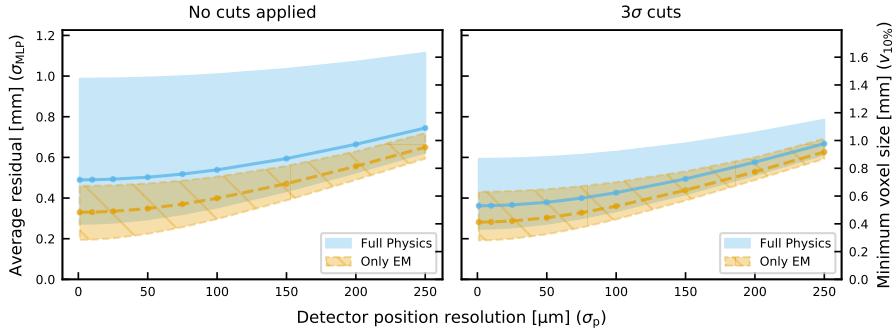 No cuts applied
3σ cuts
Average residual [mm] (σ_MLP)
1.2
1.0
0.8
0.6
0.4
0.2
0.0
Full Physics
Only EM
0 50 100 150 200 250
Full Physics
Only EM
0 50 100 150 200 250
1.6
1.4
1.2
1.0
0.8
0.6
0.4
0.2
0.0
Minimum voxel size [mm] (v_10%)
Detector position resolution [µm] (σ_p)